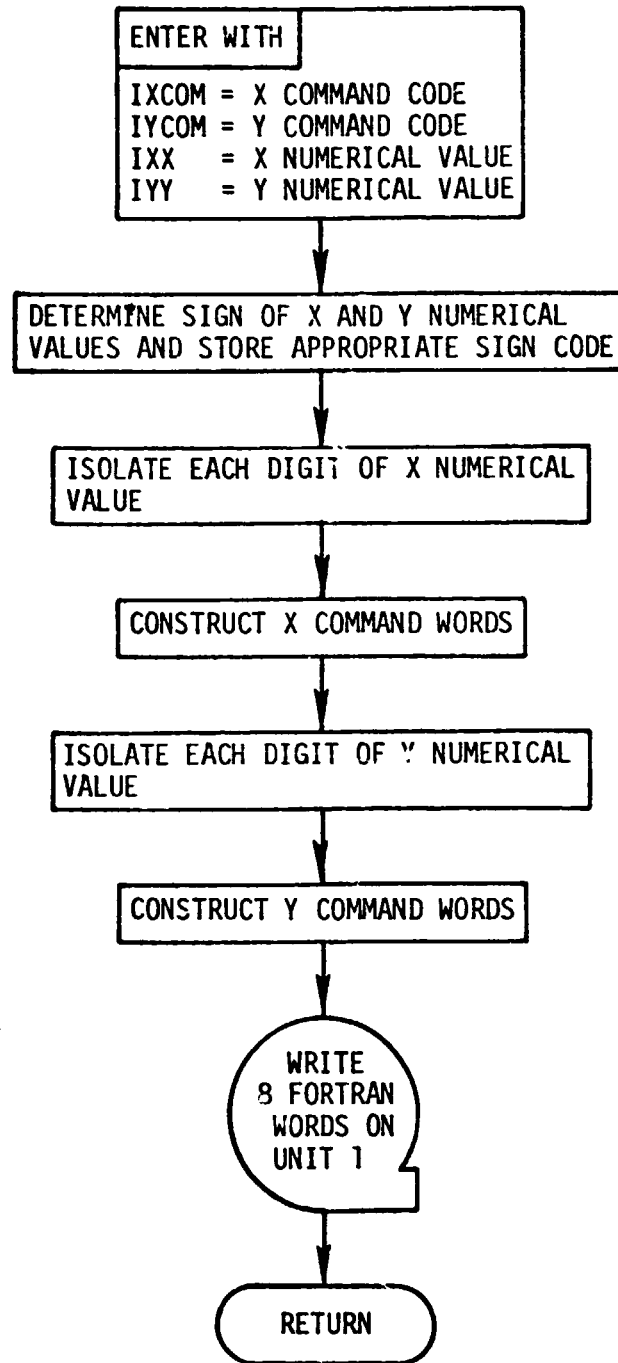 ENTER WITH
IXCOM = X COMMAND CODE
IYCOM = Y COMMAND CODE
IXX = X NUMERICAL VALUE
IYY = Y NUMERICAL VALUE
DETERMINE SIGN OF X AND Y NUMERICAL
VALUES AND STORE APPROPRIATE SIGN CODE
ISOLATE EACH DIGIT OF X NUMERICAL
VALUE
CONSTRUCT X COMMAND WORDS
ISOLATE EACH DIGIT OF Y NUMERICAL
VALUE
CONSTRUCT Y COMMAND WORDS
WRITE
8 FORTRAN
WORDS ON
UNIT 1
RETURN